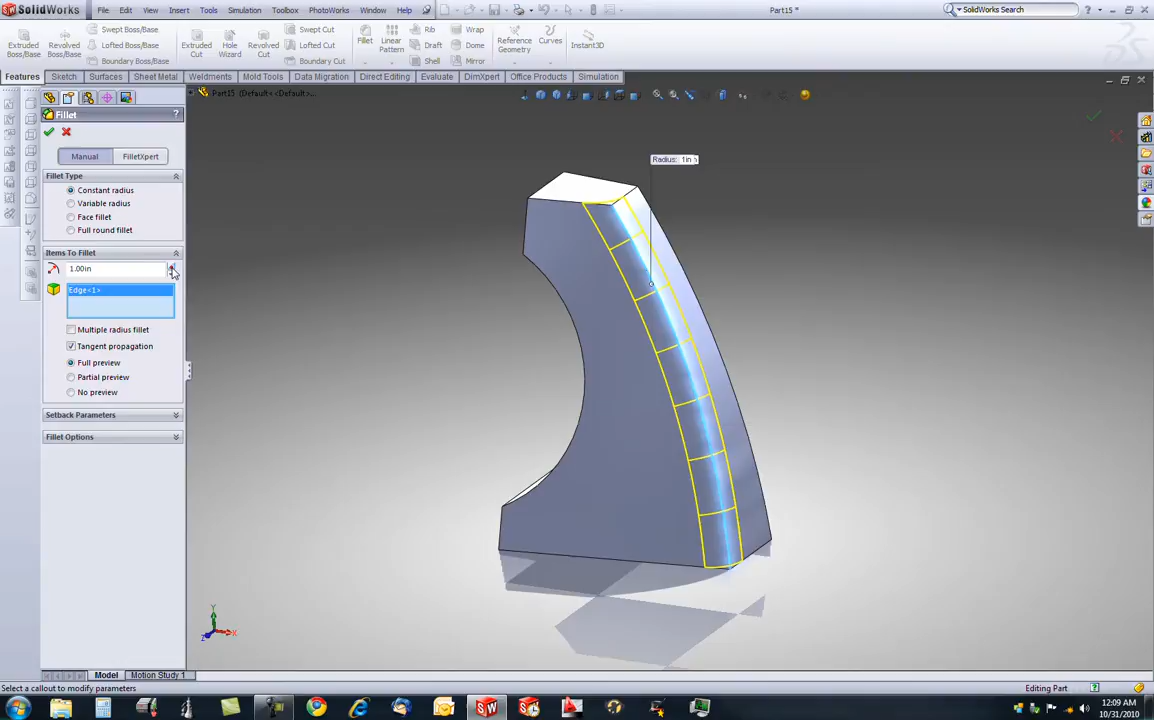 SolidWorks
File Edit View Insert Tools Simulation Toolbox PhotoWorks Window Help
Part15 *
SolidWorks Search
Extruded Boss/Base
Revolved Boss/Base
Swept Boss/Base
Lofted Boss/Base
Boundary Boss/Base
Extruded Cut
Hole Wizard
Revolved Cut
Swept Cut
Lofted Cut
Boundary Cut
Fillet
Linear Pattern
Rib
Draft
Shell
Wrap
Dome
Mirror
Reference Geometry
Curves
Instant3D
Features Sketch Surfaces Sheet Metal Weldments Mold Tools Data Migration Direct Editing Evaluate DimXpert Office Products Simulation
Part15 (Default<<Default>...
Fillet ?
Manual FilletXpert
Fillet Type
Constant radius
Variable radius
Face fillet
Full round fillet
Items To Fillet
1.00in
Edge<1>
Multiple radius fillet
Tangent propagation
Full preview
Partial preview
No preview
Setback Parameters
Fillet Options
Radius: 1in
Y
X
Z
Model Motion Study 1
Select a callout to modify parameters
Editing Part
12:09 AM
10/31/2010